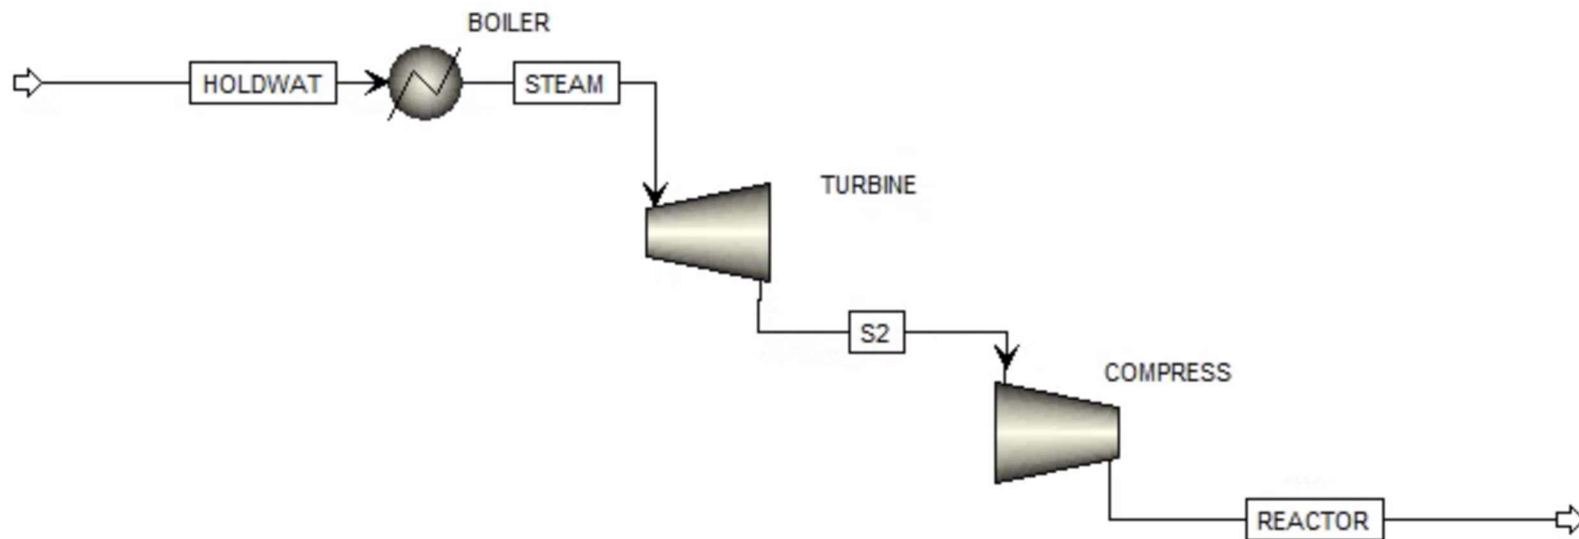 BOILER
HOLDWAT
STEAM
TURBINE
S2
COMPRESS
REACTOR